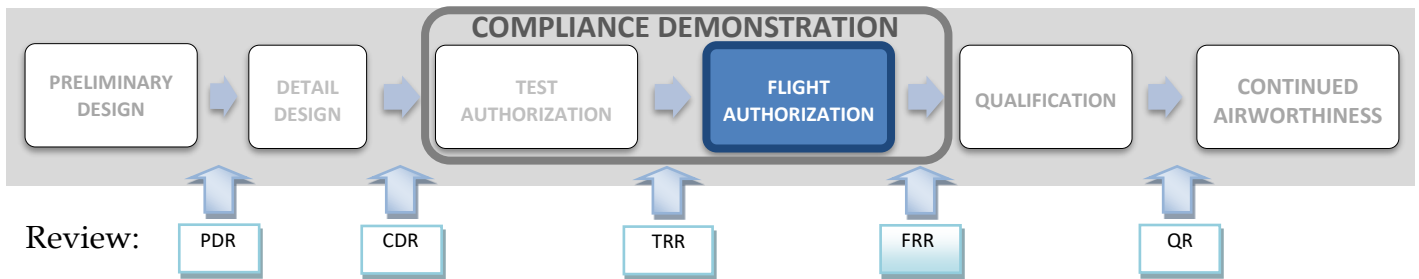 COMPLIANCE DEMONSTRATION
PRELIMINARY
DESIGN
DETAIL
DESIGN
TEST
AUTHORIZATION
FLIGHT
AUTHORIZATION
QUALIFICATION
CONTINUED
AIRWORTHINESS
Review:
PDR
CDR
TRR
FRR
QR